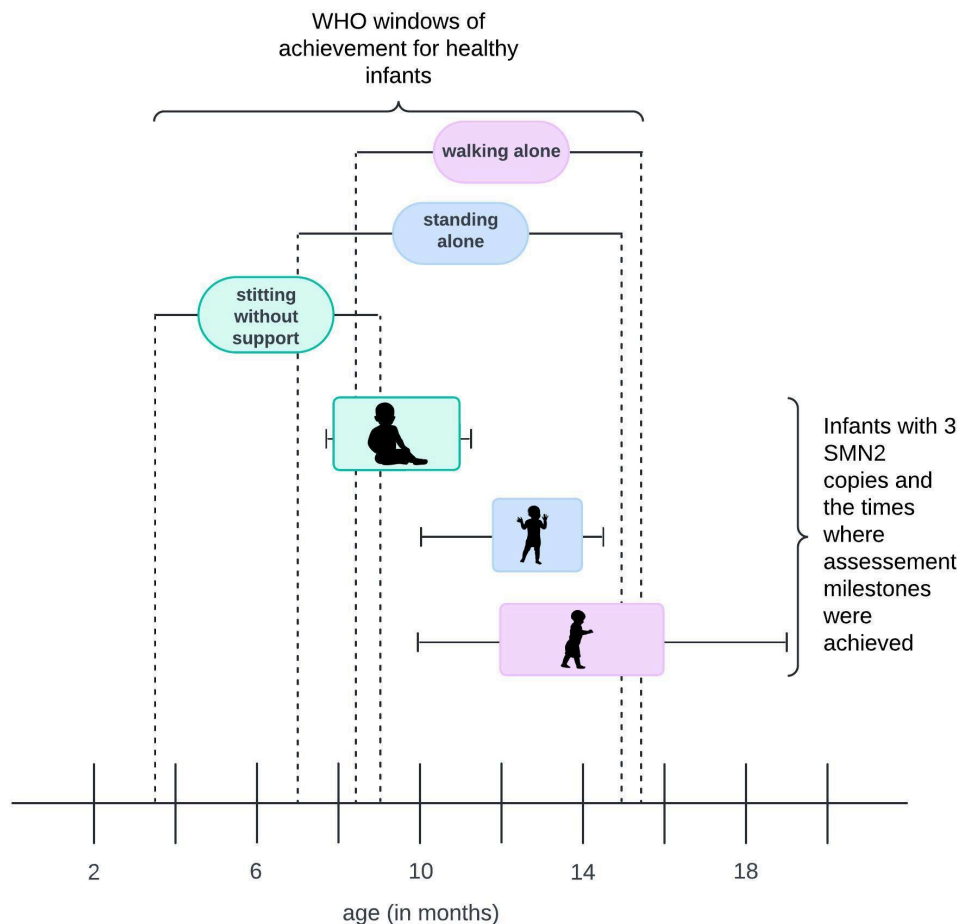 WHO windows of
achievement for healthy
infants
walking alone
standing
alone
stitting
without
support
Infants with 3
SMN2
copies and
the times
where
assessement
milestones
were
achieved
2
6
10
14
18
age (in months)